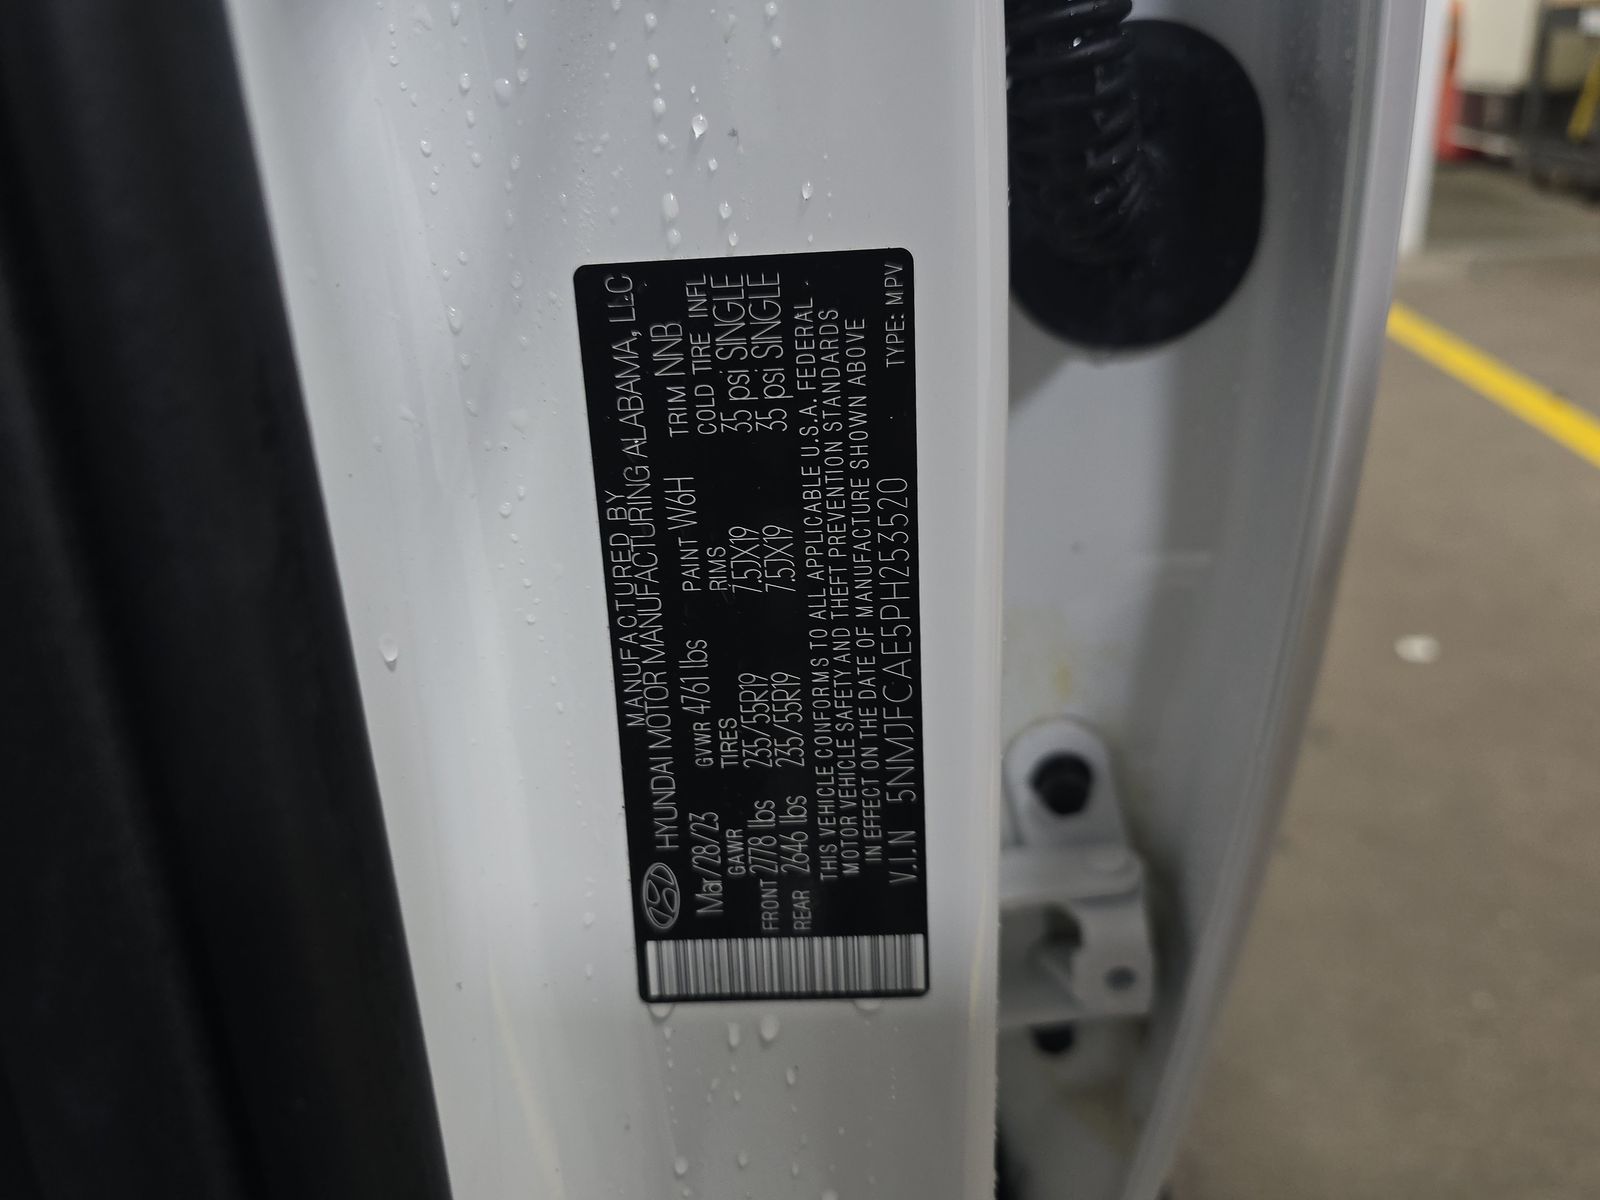 MANUFACTURED BY
HYUNDAI MOTOR MANUFACTURING ALABAMA, LLC
Mar/28/23 GVWR 4761 lbs PAINT W6H TRIM NNB
GAWR TIRES RIMS COLD TIRE INFL
FRONT 2778 lbs 235/55R19 7.5JX19 35 psi SINGLE
REAR 2646 lbs 235/55R19 7.5JX19 35 psi SINGLE
THIS VEHICLE CONFORMS TO ALL APPLICABLE U.S.A. FEDERAL
MOTOR VEHICLE SAFETY AND THEFT PREVENTION STANDARDS
IN EFFECT ON THE DATE OF MANUFACTURE SHOWN ABOVE
V.I.N 5NMJFCAE5PH253520 TYPE: MPV